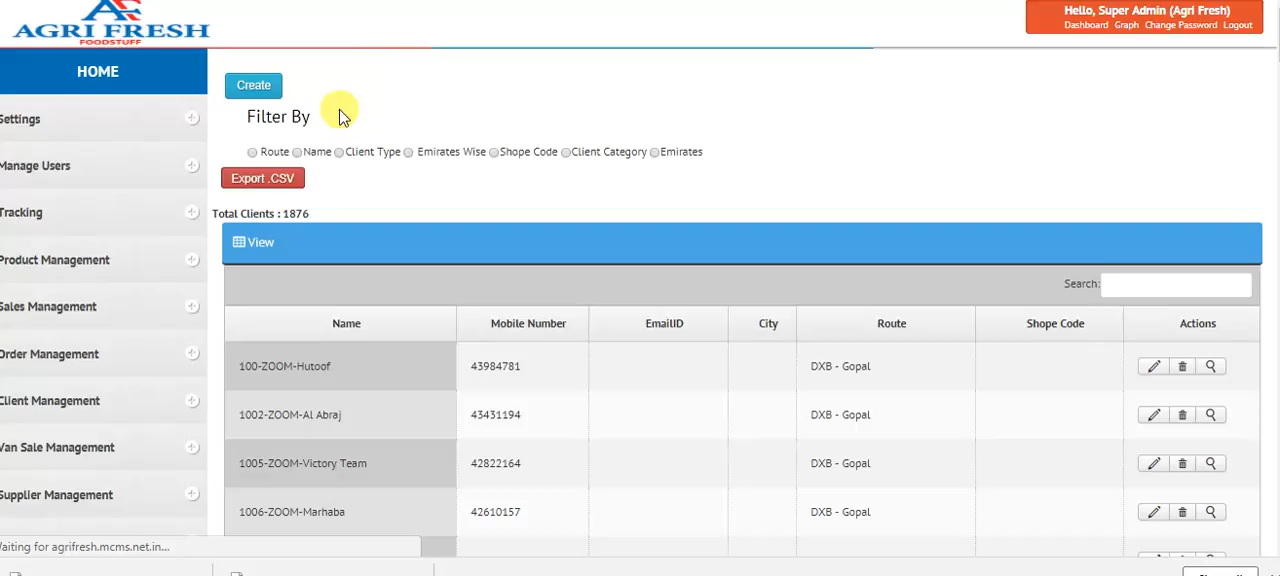 AF
AGRI FRESH
FOODSTUFF
Hello, Super Admin (Agri Fresh)
Dashboard Graph Change Password Logout
HOME
Settings
Manage Users
Tracking
Product Management
Sales Management
Order Management
Client Management
Van Sale Management
Supplier Management
Create
Filter By
Route Name Client Type Emirates Wise Shope Code Client Category Emirates
Export .CSV
Total Clients : 1876
View
Search:
Name Mobile Number EmailID City Route Shope Code Actions
100-ZOOM-Hutoof 43984781 DXB - Gopal
1002-ZOOM-Al Abraj 43431194 DXB - Gopal
1005-ZOOM-Victory Team 42822164 DXB - Gopal
1006-ZOOM-Marhaba 42610157 DXB - Gopal
Waiting for agrifresh.mcms.net.in...